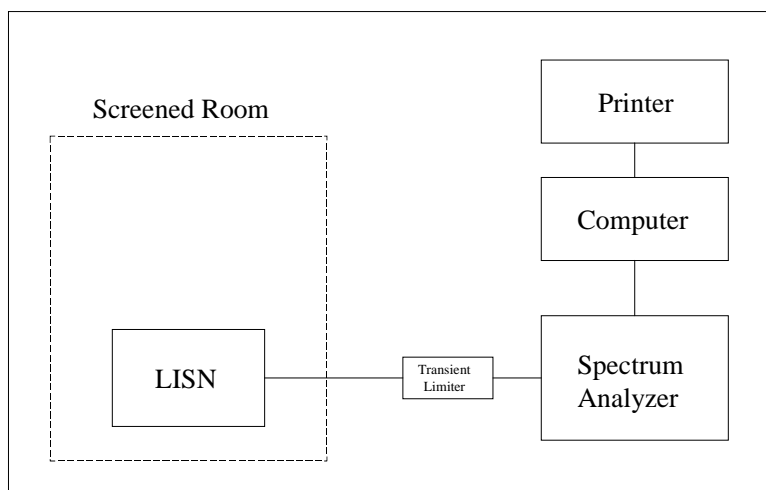 Screened Room
Printer
Computer
LISN
Transient
Limiter
Spectrum
Analyzer